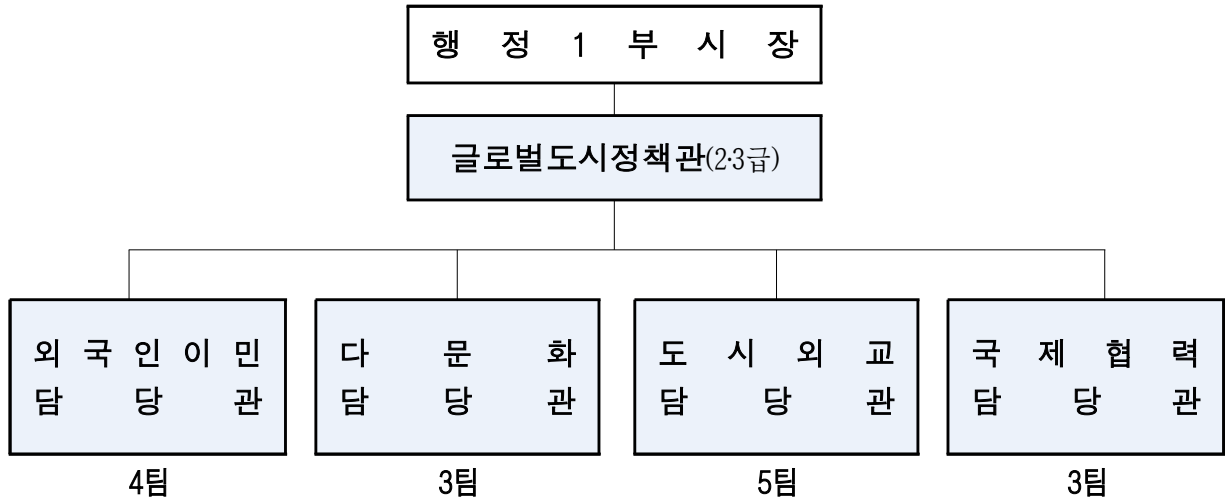 행정1부시장
글로벌도시정책관(2·3급)
외국인이민
담당관
다문화
담당관
도시외교
담당관
국제협력
담당관
4팀
3팀
5팀
3팀